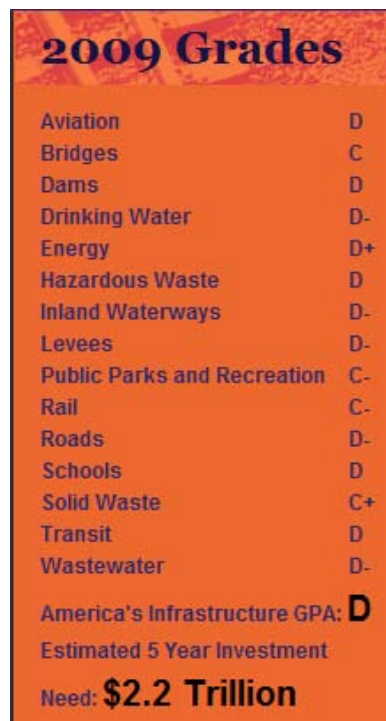 2009 Grades
Aviation D
Bridges C
Dams D
Drinking Water D-
Energy D+
Hazardous Waste D
Inland Waterways D-
Levees D-
Public Parks and Recreation C-
Rail C-
Roads D-
Schools D
Solid Waste C+
Transit D
Wastewater D-
America's Infrastructure GPA: D
Estimated 5 Year Investment
Need: $2.2 Trillion